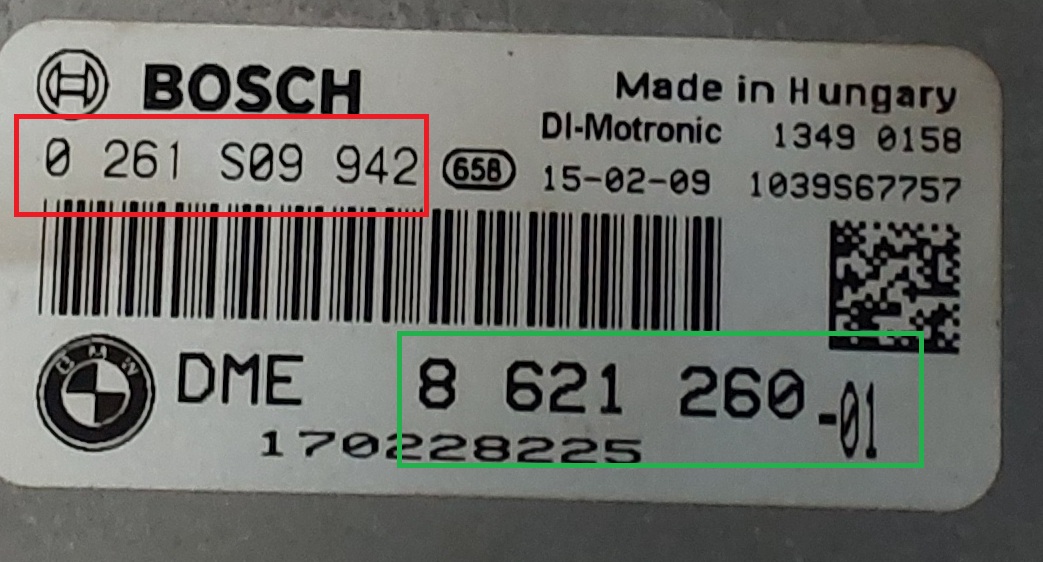 BOSCH
Made in Hungary
DI-Motronic 1349 0158
0 261 S09 942 658 15-02-09 1039S67757
BMW
DME 8 621 260-01
170228225